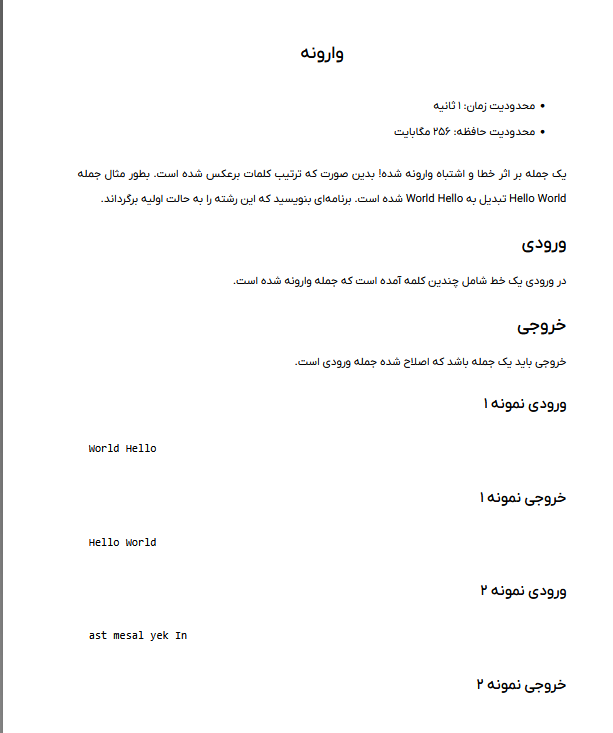 وارونه
محدودیت زمان: ۱ ثانیه
محدودیت حافظه: ۲۵۶ مگابایت
یک جمله بر اثر خطا و اشتباه وارونه شده! بدین صورت که ترتیب کلمات برعکس شده است. بطور مثال جمله
Hello World تبدیل به World Hello شده است. برنامه‌ای بنویسید که این رشته را به حالت اولیه برگرداند.
ورودی
در ورودی یک خط شامل چندین کلمه آمده است که جمله وارونه شده است.
خروجی
خروجی باید یک جمله باشد که اصلاح شده جمله ورودی است.
ورودی نمونه ۱
World Hello
خروجی نمونه ۱
Hello World
ورودی نمونه ۲
ast mesal yek In
خروجی نمونه ۲